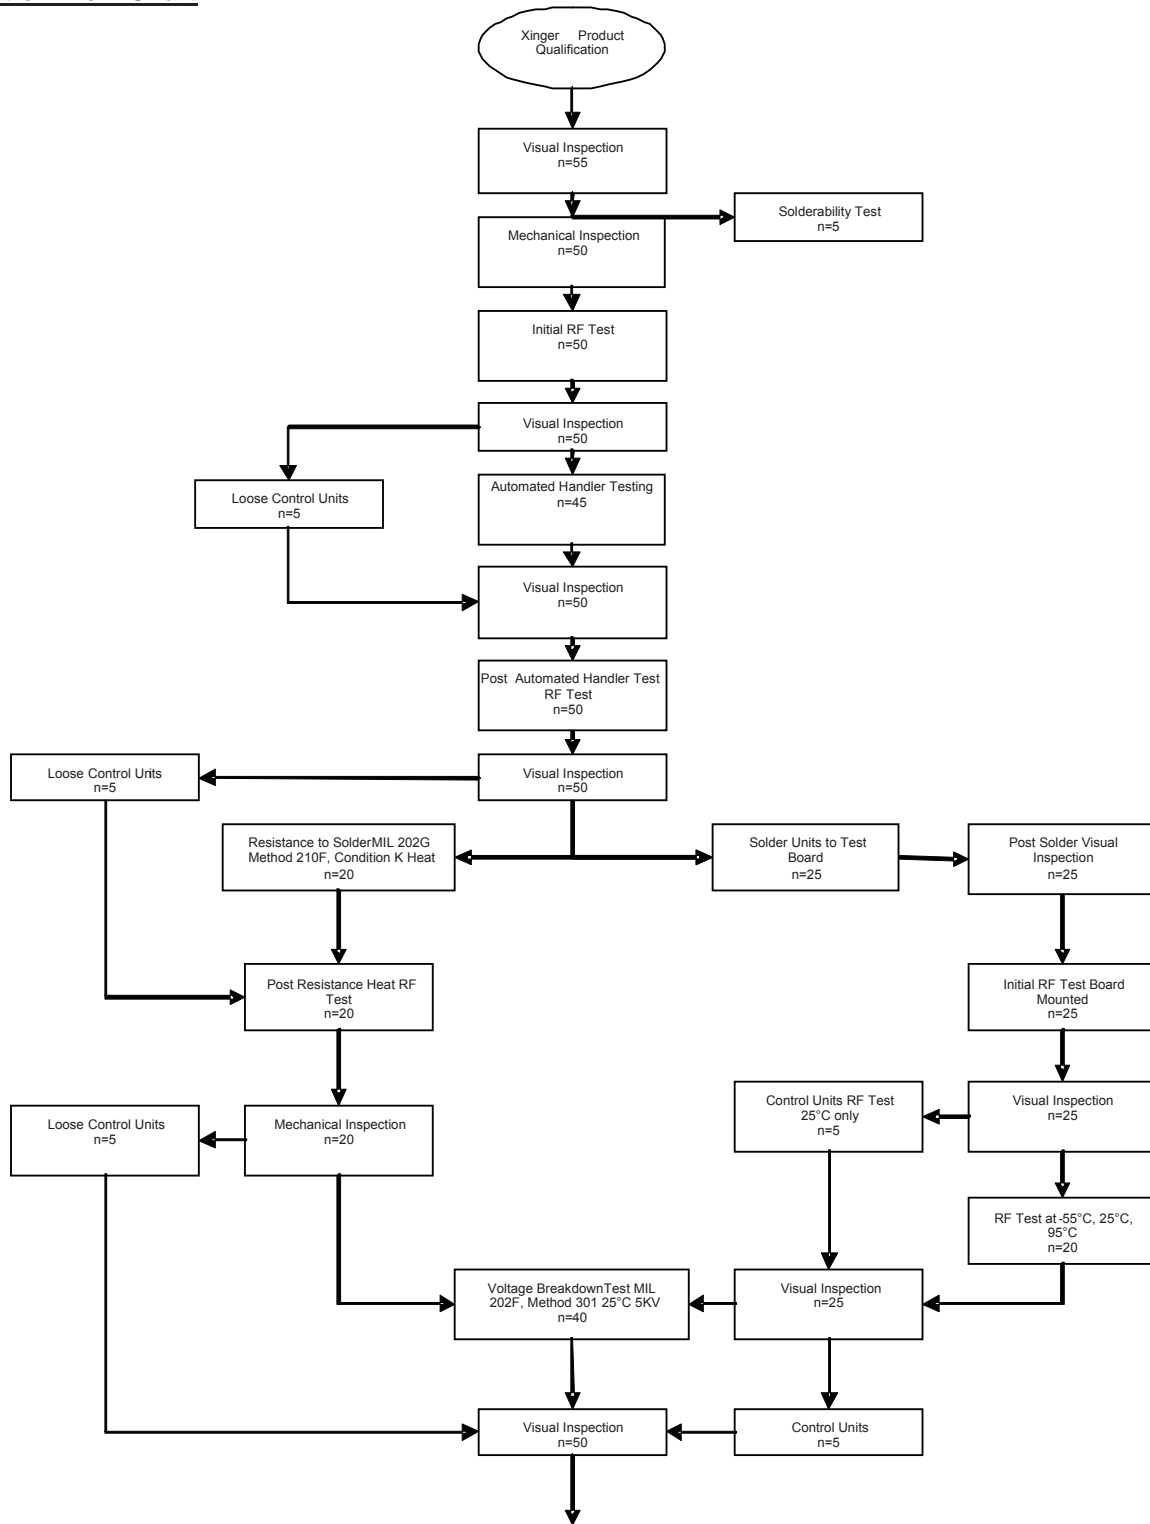 Xinger Product
Qualification
Visual Inspection
n=55
Solderability Test
n=5
Mechanical Inspection
n=50
Initial RF Test
n=50
Visual Inspection
n=50
Loose Control Units
n=5
Automated Handler Testing
n=45
Visual Inspection
n=50
Post Automated Handler Test
RF Test
n=50
Loose Control Units
n=5
Visual Inspection
n=50
Resistance to SolderMIL 202G
Method 210F, Condition K Heat
n=20
Solder Units to Test
Board
n=25
Post Solder Visual
Inspection
n=25
Post Resistance Heat RF
Test
n=20
Initial RF Test Board
Mounted
n=25
Loose Control Units
n=5
Mechanical Inspection
n=20
Control Units RF Test
25°C only
n=5
Visual Inspection
n=25
RF Test at -55°C, 25°C,
95°C
n=20
Voltage BreakdownTest MIL
202F, Method 301 25°C 5KV
n=40
Visual Inspection
n=25
Visual Inspection
n=50
Control Units
n=5